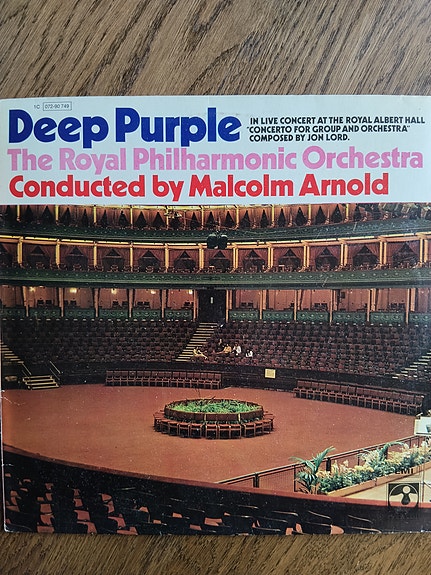 1C 072-90 749
Deep Purple
IN LIVE CONCERT AT THE ROYAL ALBERT HALL
"CONCERTO FOR GROUP AND ORCHESTRA"
COMPOSED BY JON LORD.
The Royal Philharmonic Orchestra
Conducted by Malcolm Arnold